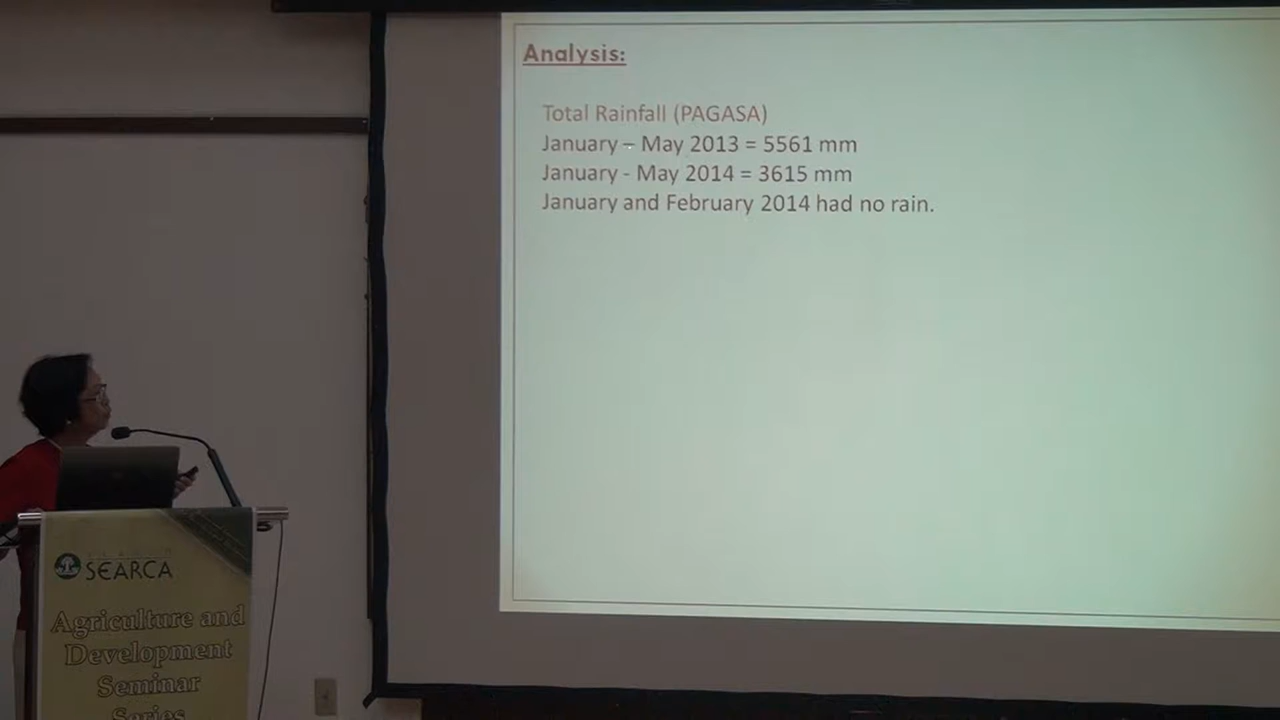 Analysis:
Total Rainfall (PAGASA)
January – May 2013 = 5561 mm
January - May 2014 = 3615 mm
January and February 2014 had no rain.
SEARCA
Agriculture and
Development
Seminar
Series